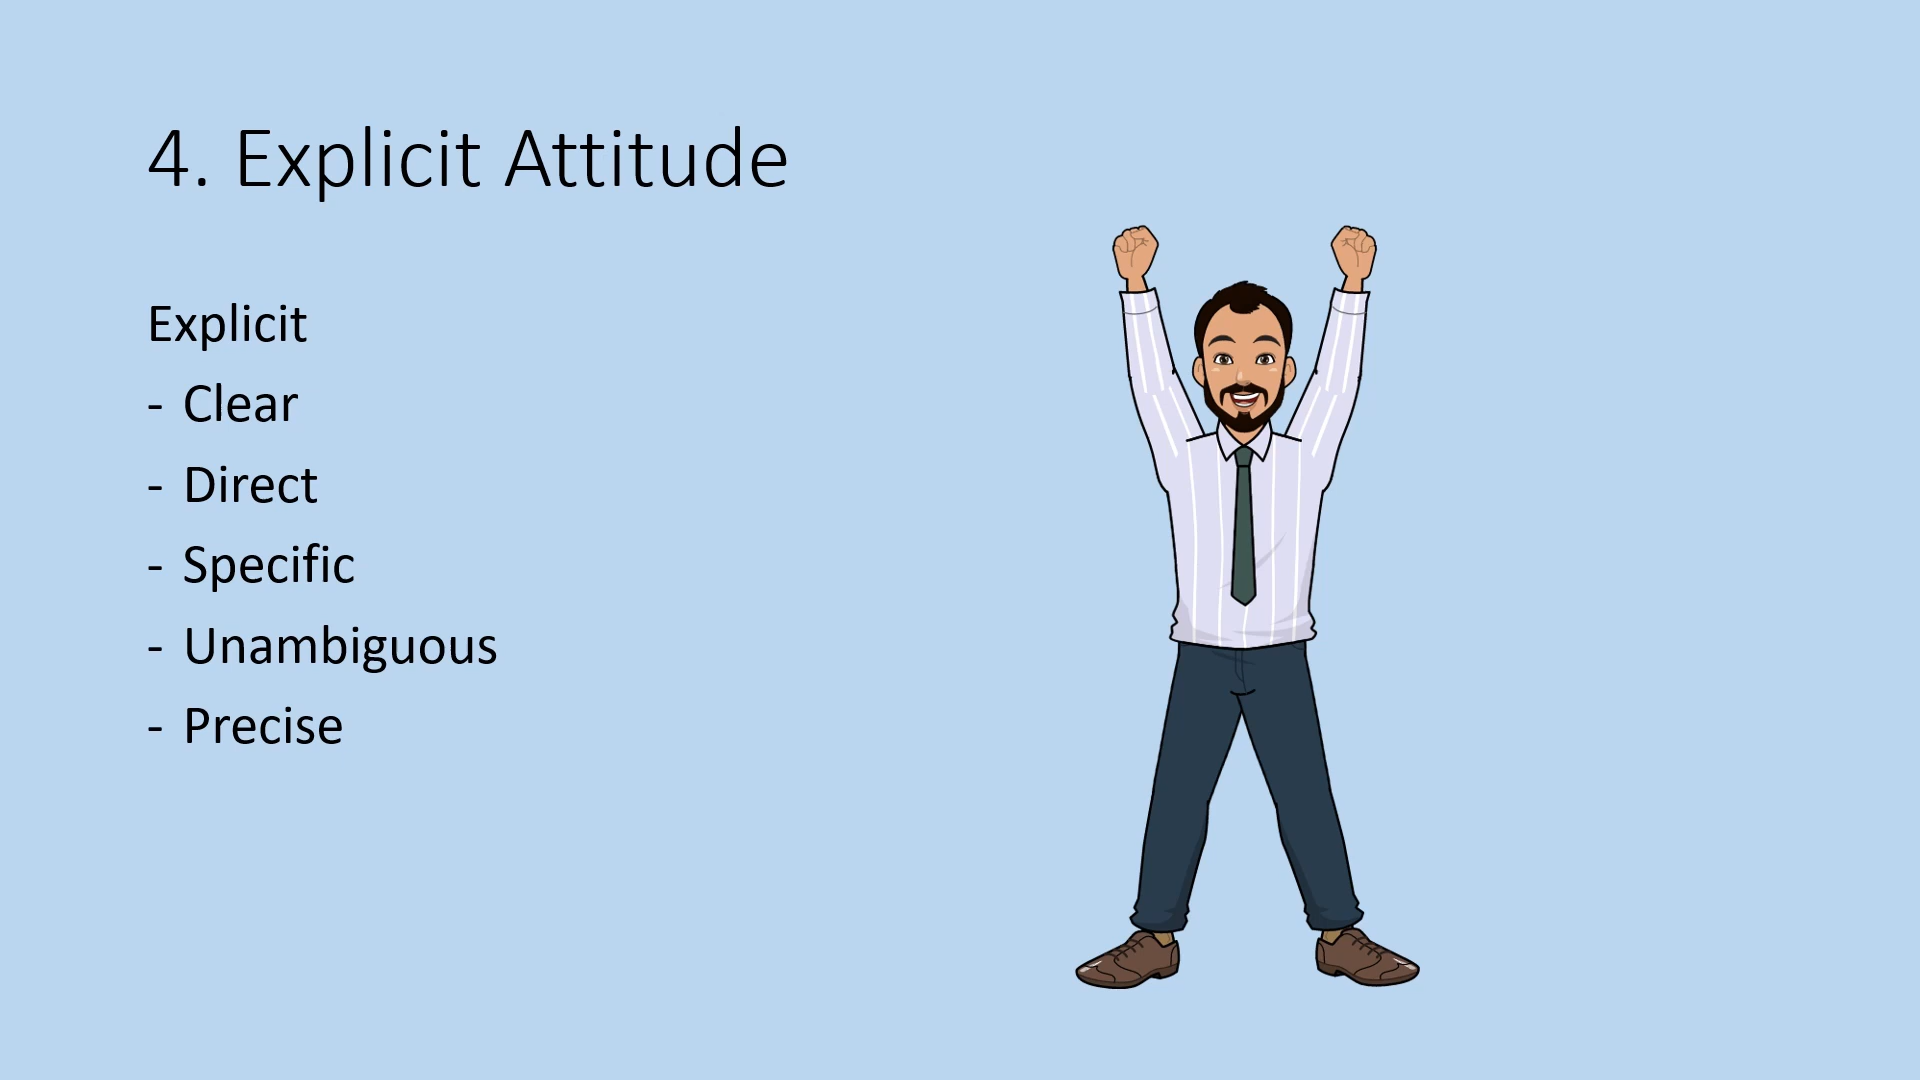 4. Explicit Attitude
Explicit
- Clear
- Direct
- Specific
- Unambiguous
- Precise